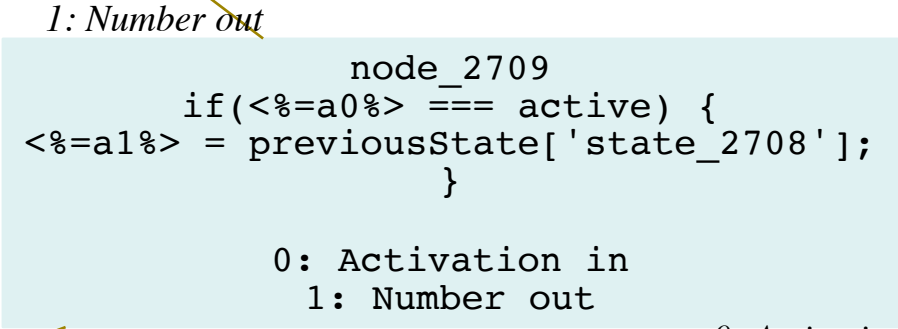 1: Number out
node_2709
if(<%=a0%> === active) {
<%=a1%> = previousState['state_2708'];
}
0: Activation in
1: Number out